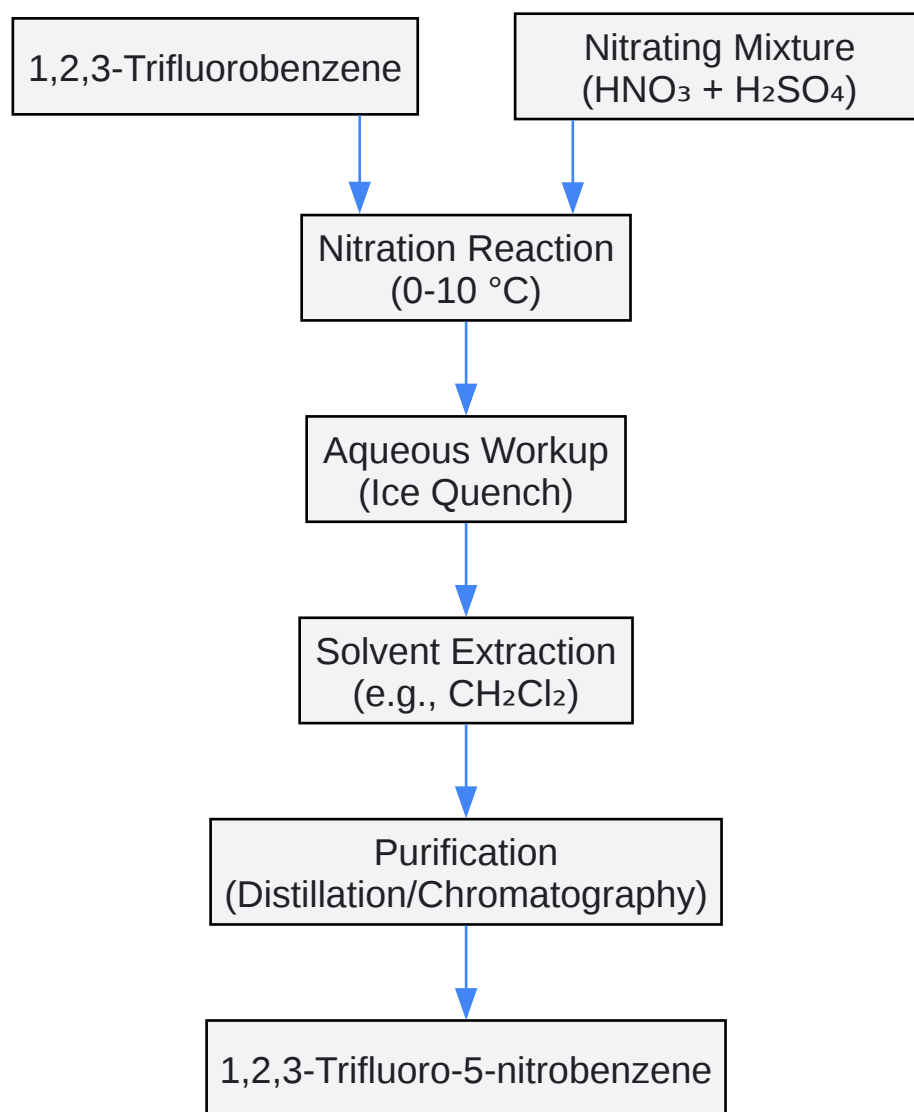 1,2,3-Trifluorobenzene
Nitrating Mixture
(HNO₃ + H₂SO₄)
Nitration Reaction
(0-10 °C)
Aqueous Workup
(Ice Quench)
Solvent Extraction
(e.g., CH₂Cl₂)
Purification
(Distillation/Chromatography)
1,2,3-Trifluoro-5-nitrobenzene